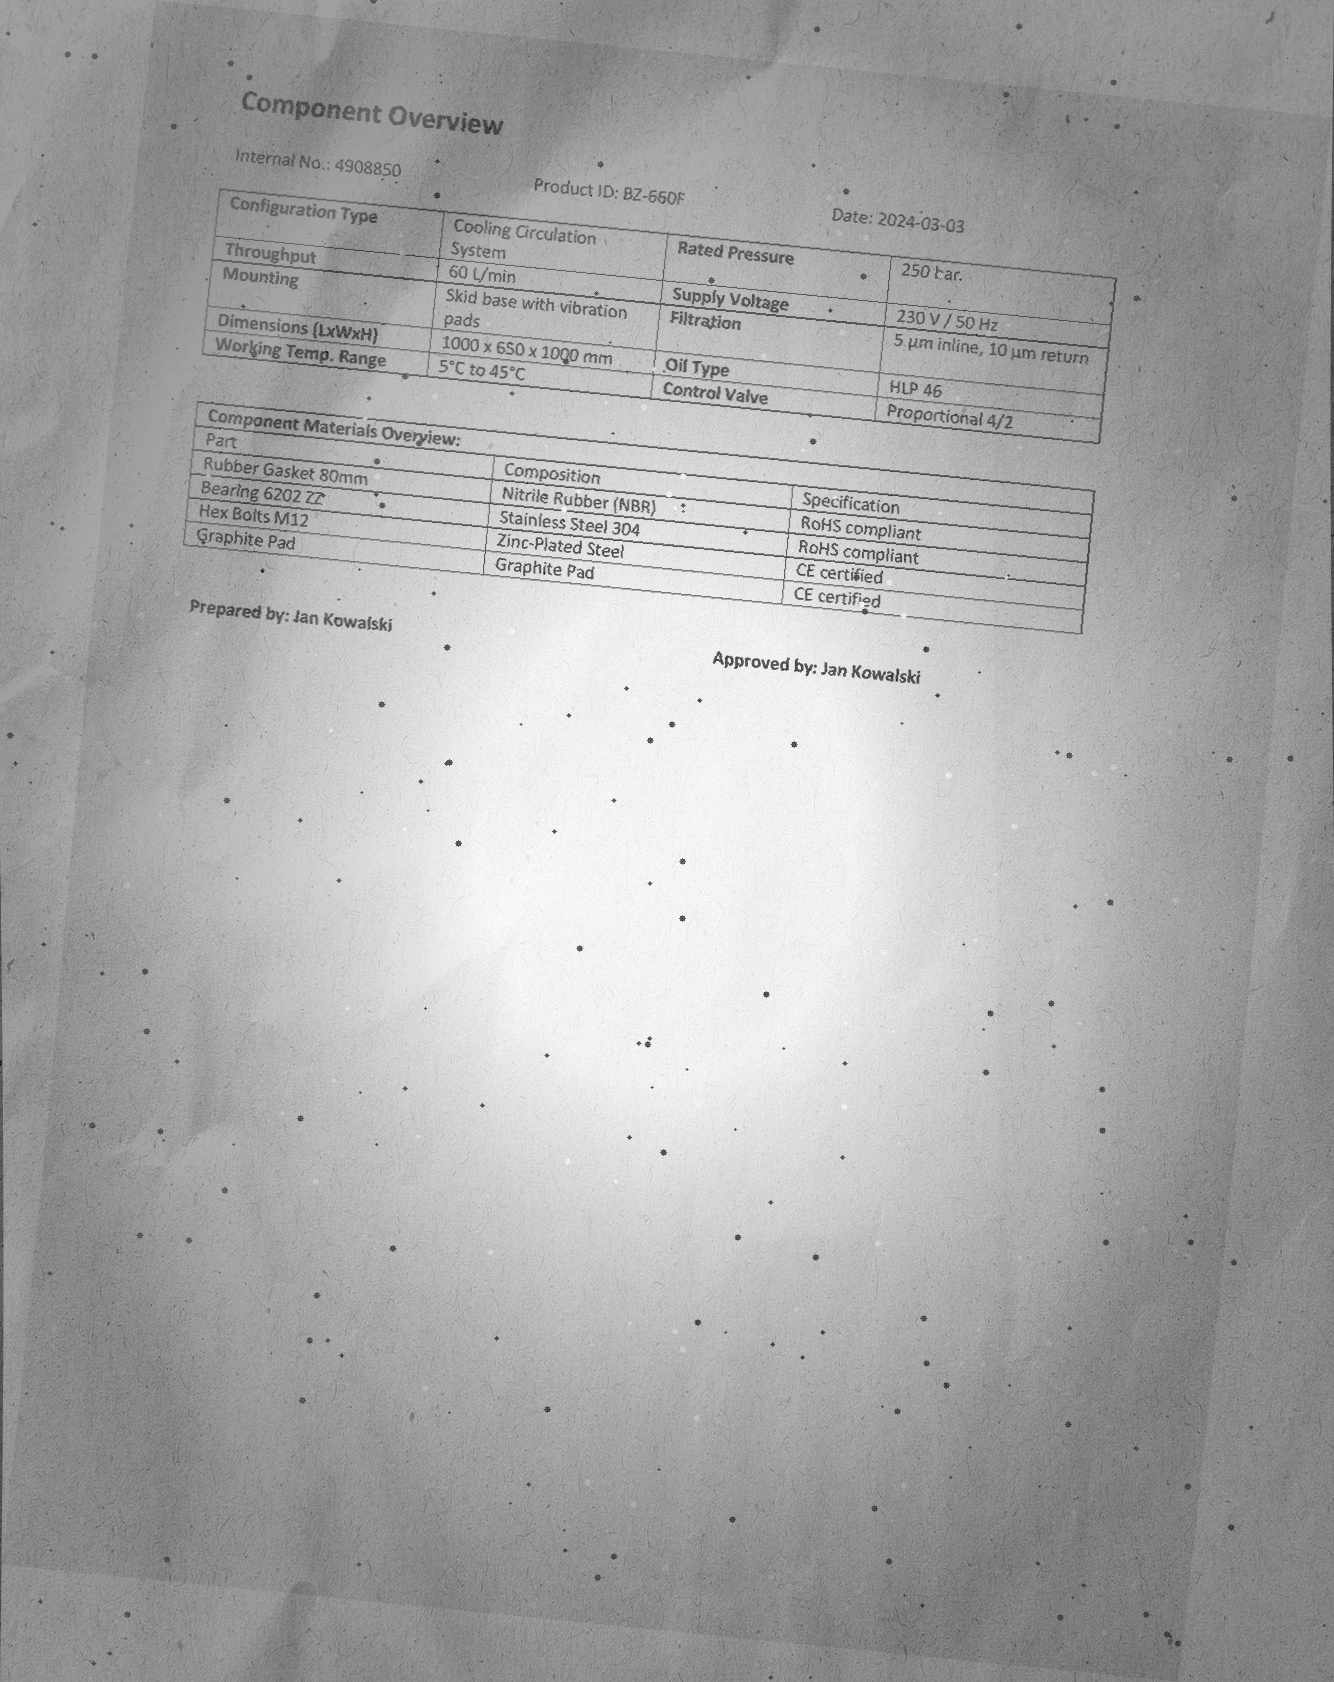 Component Overview
Internal No.: 4908850
Product ID: BZ-660F
Date: 2024-03-03
Configuration Type Cooling Circulation System Rated Pressure 250 bar.
Throughput 60 L/min Supply Voltage 230 V / 50 Hz
Mounting Skid base with vibration pads Filtration 5 µm inline, 10 µm return
Dimensions (LxWxH) 1000 x 650 x 1000 mm Oil Type HLP 46
Working Temp. Range 5°C to 45°C Control Valve Proportional 4/2
Component Materials Overview:
Part Composition Specification
Rubber Gasket 80mm Nitrile Rubber (NBR) RoHS compliant
Bearing 6202 ZZ Stainless Steel 304 RoHS compliant
Hex Bolts M12 Zinc-Plated Steel CE certified
Graphite Pad Graphite Pad CE certified
Prepared by: Jan Kowalski
Approved by: Jan Kowalski